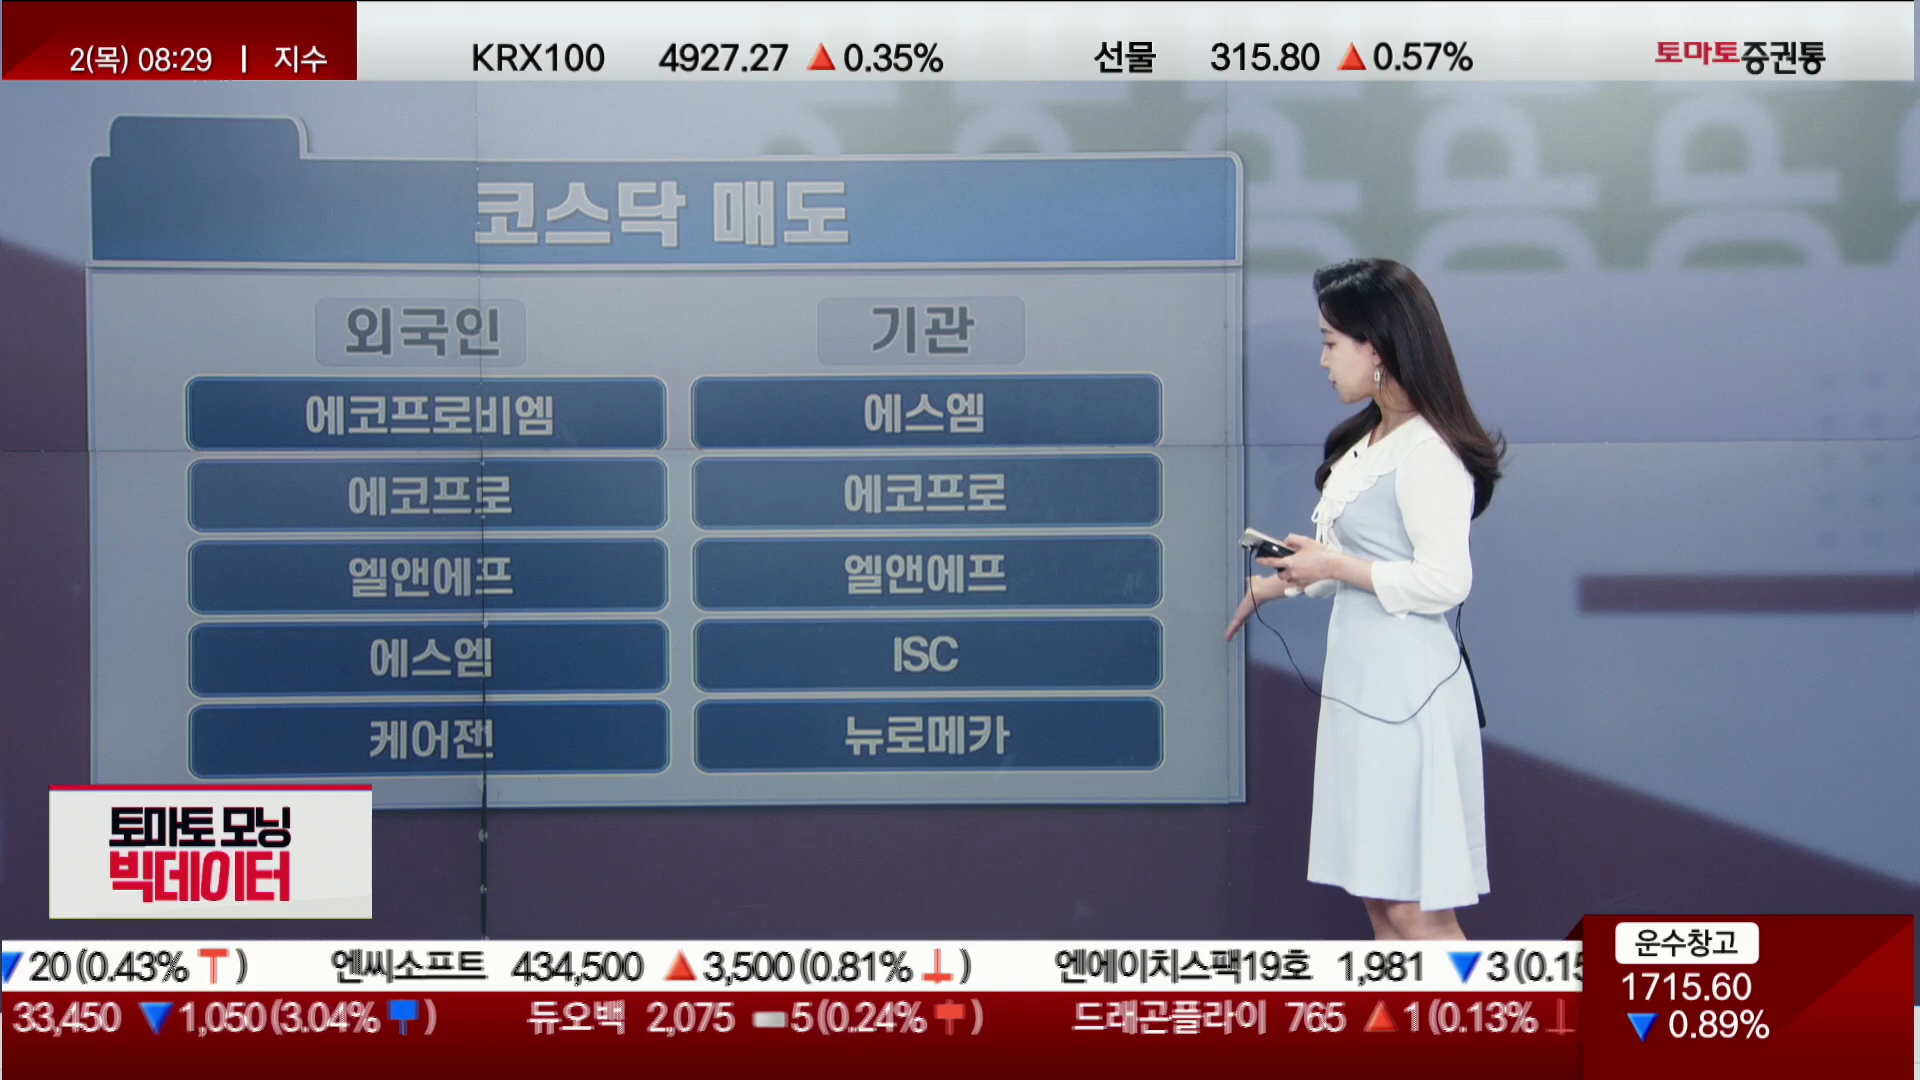 2(목) 08:29 | 지수
KRX100 4927.27 ▲0.35% 선물 315.80 ▲0.57%
토마토증권통
코스닥 매도
외국인 기관
에코프로비엠 에스엠
에코프로 에코프로
엘앤에프 엘앤에프
에스엠 ISC
케어젠 뉴로메카
토마토 모닝
빅데이터
▼20(0.43%) 엔씨소프트 434,500 ▲3,500(0.81%) 엔에이치스팩19호 1,981 ▼3(0.15
33,450 ▼1,050(3.04%) 듀오백 2,075 5(0.24%) 드래곤플라이 765 ▲1(0.13%
운수창고
1715.60
▼0.89%